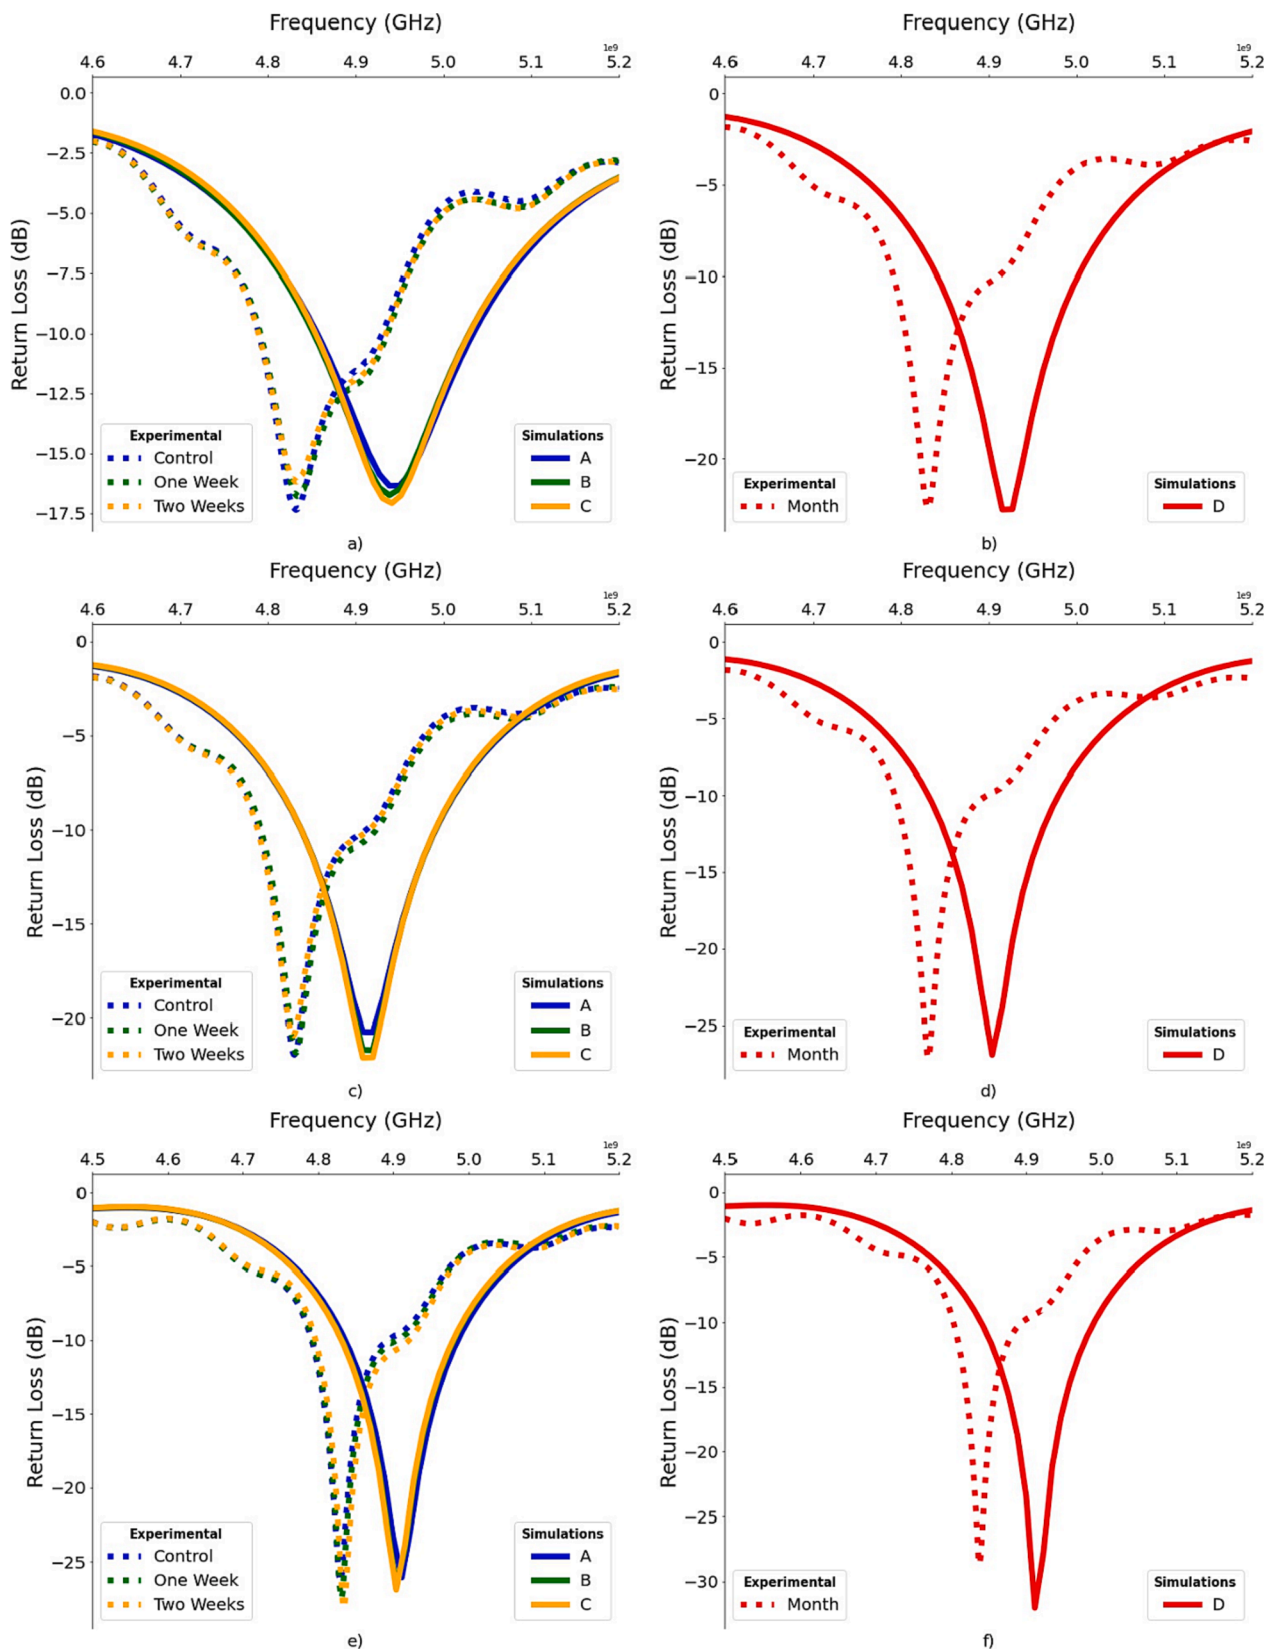 Frequency (GHz)
1e9
4.6 4.7 4.8 4.9 5.0 5.1 5.2
0.0
−2.5
−5.0
−7.5
−10.0
−12.5
−15.0
−17.5
Return Loss (dB)
Experimental
Control
One Week
Two Weeks
Simulations
A
B
C
a)
Frequency (GHz)
1e9
4.6 4.7 4.8 4.9 5.0 5.1 5.2
0
−5
−10
−15
−20
Return Loss (dB)
Experimental
Month
Simulations
D
b)
Frequency (GHz)
1e9
4.6 4.7 4.8 4.9 5.0 5.1 5.2
0
−5
−10
−15
−20
Return Loss (dB)
Experimental
Control
One Week
Two Weeks
Simulations
A
B
C
c)
Frequency (GHz)
1e9
4.6 4.7 4.8 4.9 5.0 5.1 5.2
0
−5
−10
−15
−20
−25
Return Loss (dB)
Experimental
Month
Simulations
D
d)
Frequency (GHz)
1e9
4.5 4.6 4.7 4.8 4.9 5.0 5.1 5.2
0
−5
−10
−15
−20
−25
Return Loss (dB)
Experimental
Control
One Week
Two Weeks
Simulations
A
B
C
e)
Frequency (GHz)
1e9
4.5 4.6 4.7 4.8 4.9 5.0 5.1 5.2
0
−5
−10
−15
−20
−25
−30
Return Loss (dB)
Experimental
Month
Simulations
D
f)